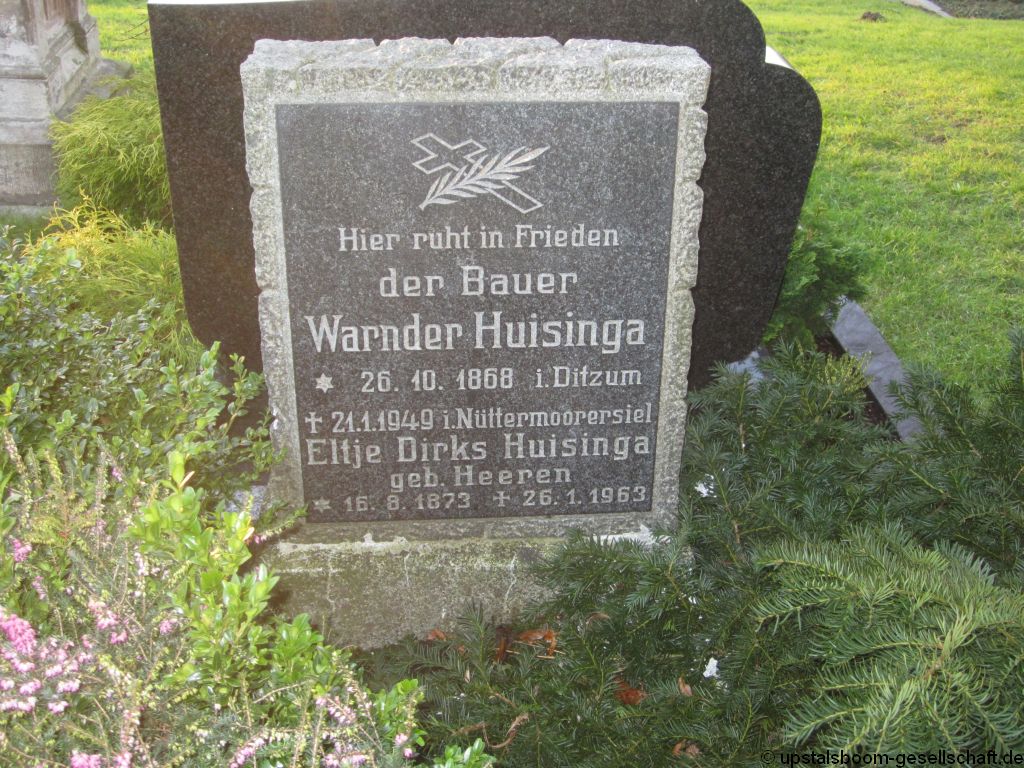 Hier ruht in Frieden
der Bauer
Warnder Huisinga
* 26. 10. 1868 i. Ditzum
✝ 21.1.1949 i. Nüttermoorersiel
Eltje Dirks Huisinga
geb. Heeren
* 16. 8. 1873 ✝ 26. 1. 1963
© upstalsboom-gesellschaft.de